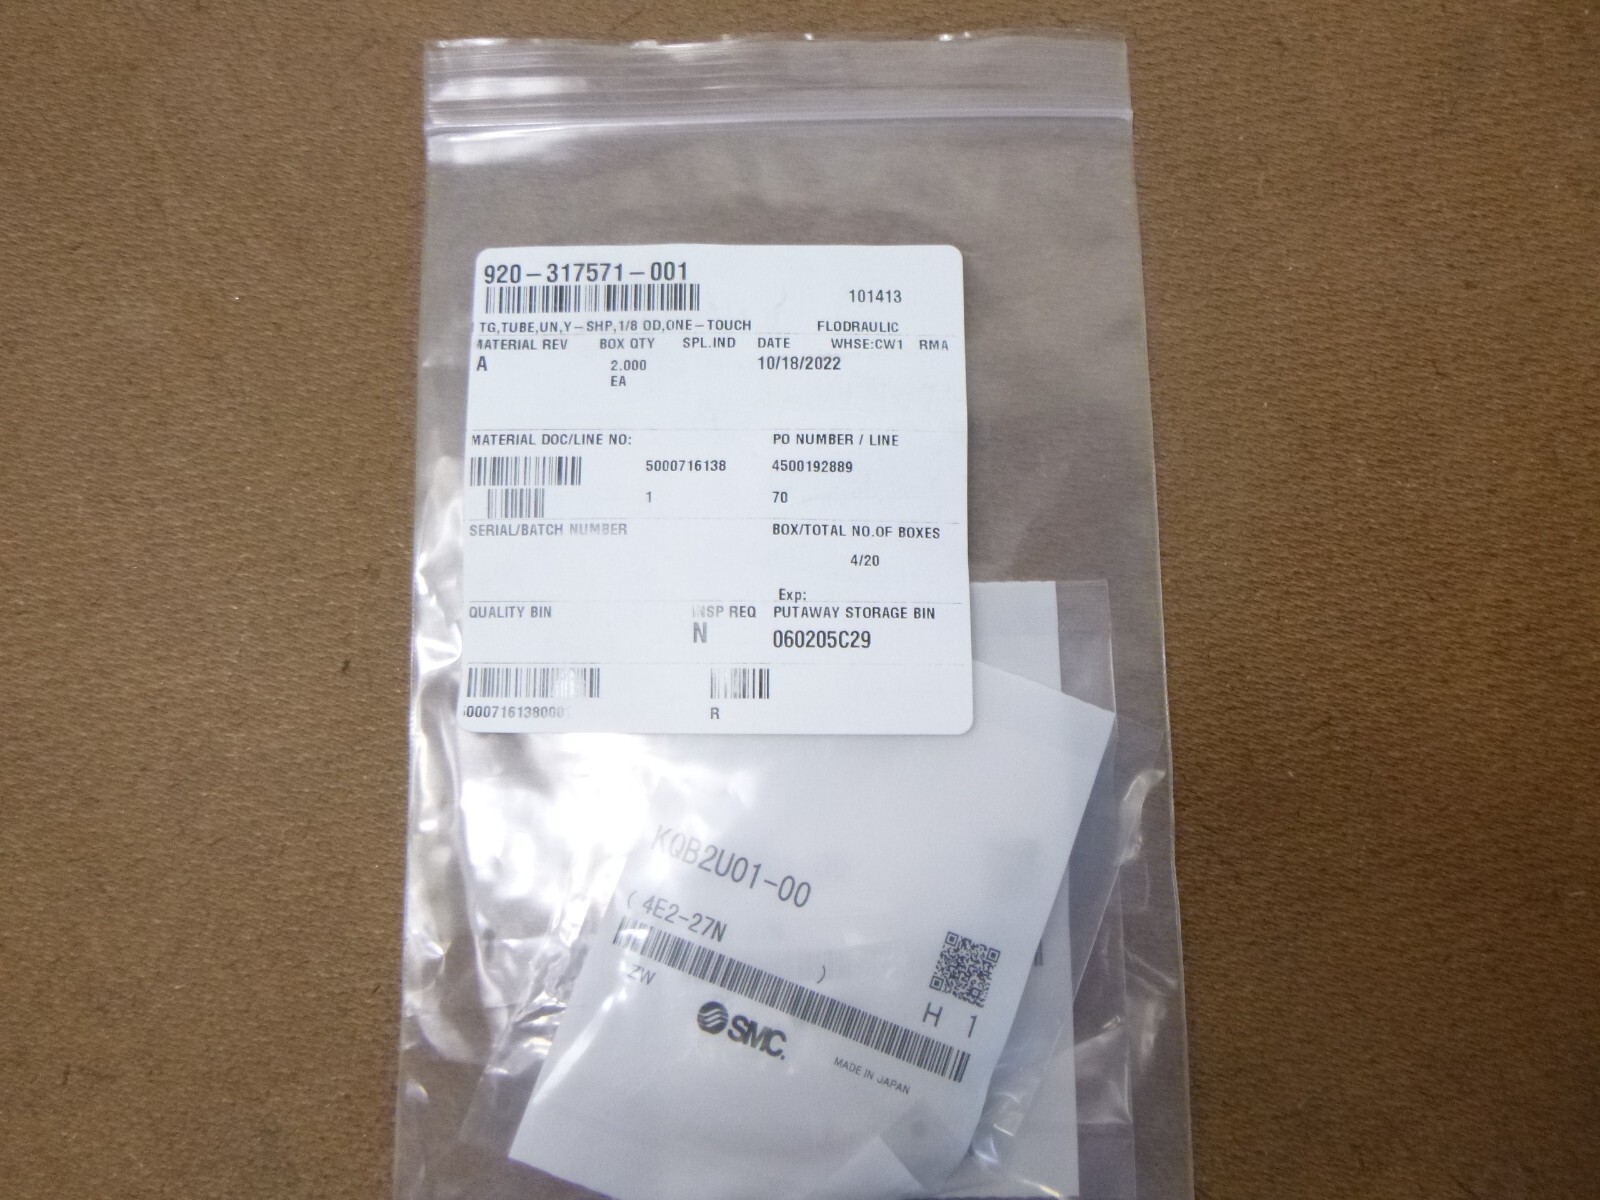 920-317571-001
101413
TG,TUBE,UN,Y-SHP,1/8 OD,ONE-TOUCH FLODRAULIC
MATERIAL REV BOX QTY SPL.IND DATE WHSE:CW1 RMA
A 2.000 10/18/2022
EA
MATERIAL DOC/LINE NO: PO NUMBER / LINE
5000716138 4500192889
1 70
SERIAL/BATCH NUMBER BOX/TOTAL NO.OF BOXES
4/20
Exp:
QUALITY BIN INSP REQ PUTAWAY STORAGE BIN
N 060205C29
R
KQB2U01-00
( 4E2-27N
)
ZW
H 1
SMC.
MADE IN JAPAN